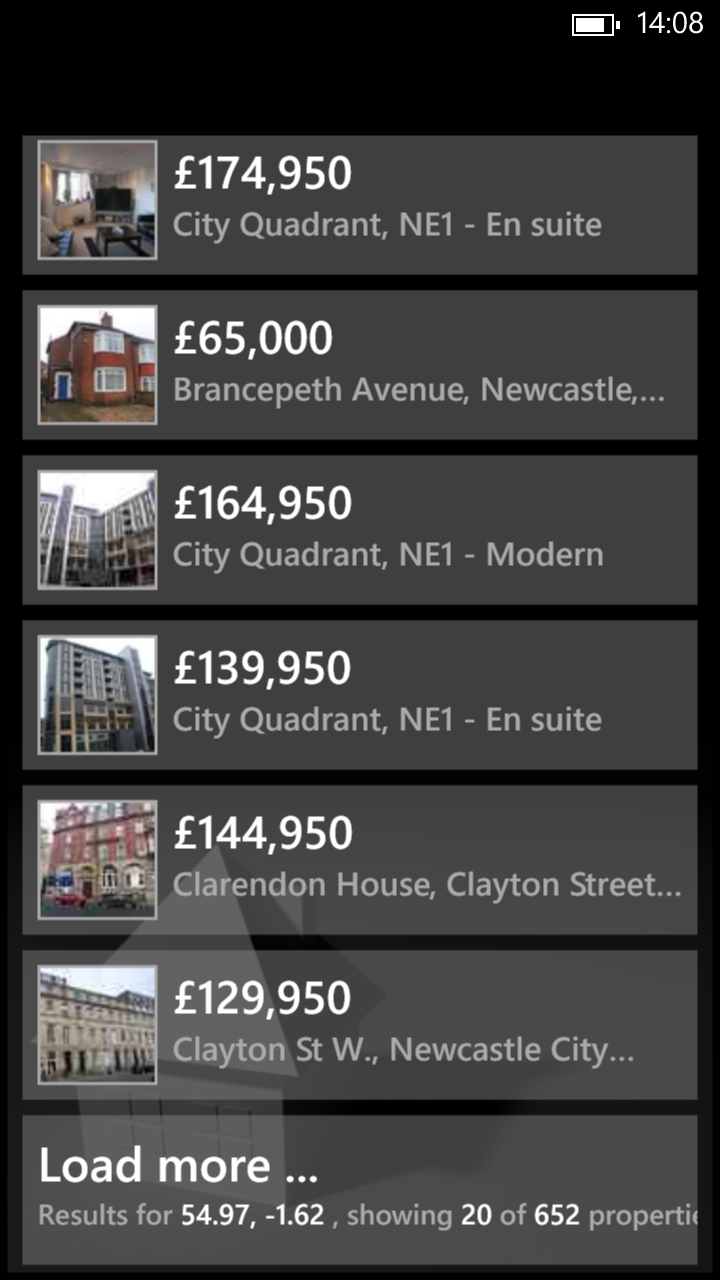 14:08
£174,950
City Quadrant, NE1 - En suite
£65,000
Brancepeth Avenue, Newcastle,...
£164,950
City Quadrant, NE1 - Modern
£139,950
City Quadrant, NE1 - En suite
£144,950
Clarendon House, Clayton Street...
£129,950
Clayton St W., Newcastle City...
Load more ...
Results for 54.97, -1.62 , showing 20 of 652 propertie